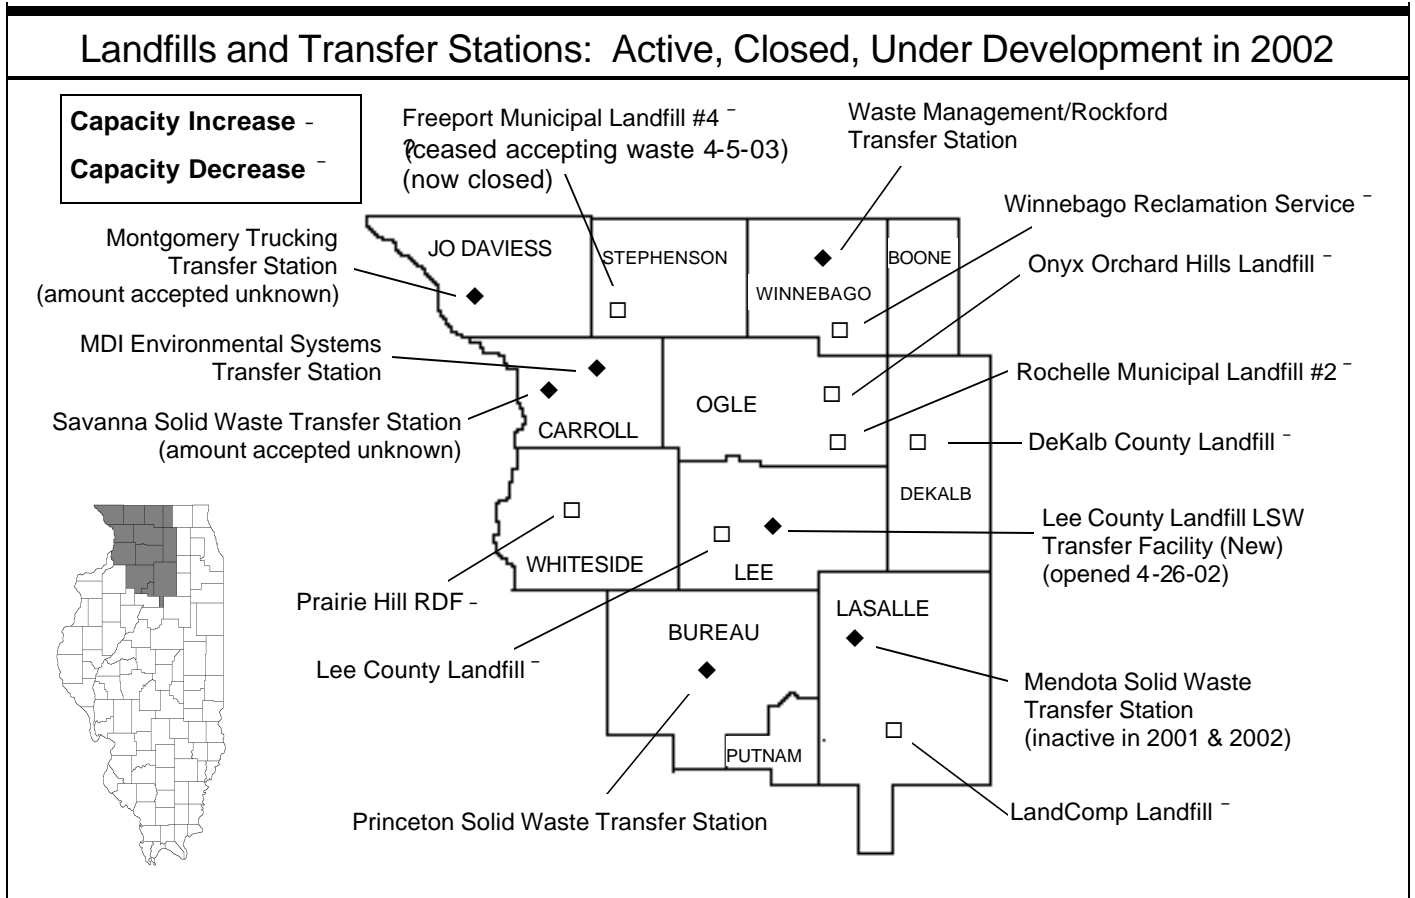 Landfills and Transfer Stations: Active, Closed, Under Development in 2002
Capacity Increase -
Capacity Decrease ¯
Freeport Municipal Landfill #4 ¯
(ceased accepting waste 4-5-03)
(now closed)
Waste Management/Rockford
Transfer Station
Winnebago Reclamation Service ¯
Montgomery Trucking
Transfer Station
(amount accepted unknown)
JO DAVIESS
STEPHENSON
WINNEBAGO
BOONE
Onyx Orchard Hills Landfill ¯
MDI Environmental Systems
Transfer Station
Rochelle Municipal Landfill #2 ¯
Savanna Solid Waste Transfer Station
(amount accepted unknown)
CARROLL
OGLE
DeKalb County Landfill ¯
DEKALB
Lee County Landfill LSW
Transfer Facility (New)
(opened 4-26-02)
WHITESIDE
LEE
Prairie Hill RDF -
LASALLE
BUREAU
Lee County Landfill ¯
Mendota Solid Waste
Transfer Station
(inactive in 2001 & 2002)
PUTNAM
LandComp Landfill ¯
Princeton Solid Waste Transfer Station